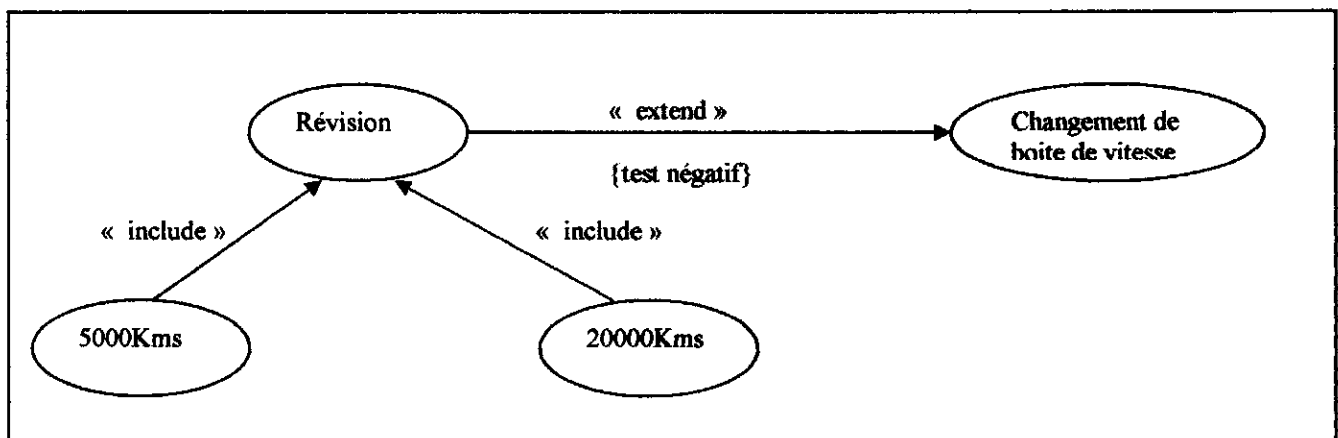 Révision
« extend »
Changement de
boite de vitesse
{test négatif}
« include »
« include »
5000Kms
20000Kms